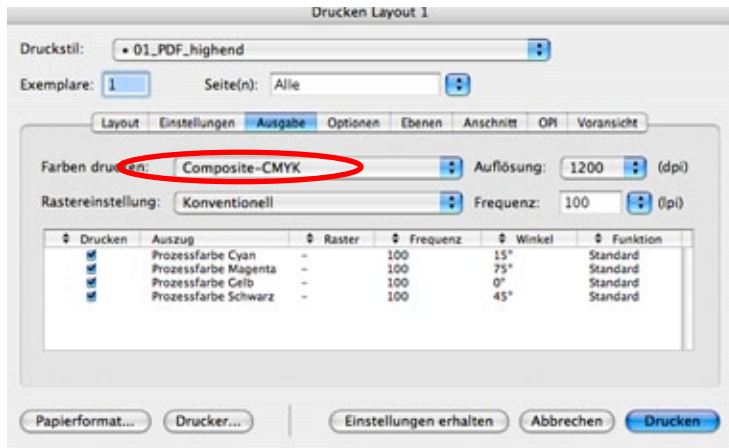 Drucken Layout 1
Druckstil: • 01_PDF_highend
Exemplare: 1 Seite(n): Alle
Layout Einstellungen Ausgabe Optionen Ebenen Anschnitt OPI Voransicht
Farben drucken: Composite-CMYK Auflösung: 1200 (dpi)
Rastereinstellung: Konventionell Frequenz: 100 (lpi)
Drucken Auszug Raster Frequenz Winkel Funktion
Prozessfarbe Cyan – 100 15° Standard
Prozessfarbe Magenta – 100 75° Standard
Prozessfarbe Gelb – 100 0° Standard
Prozessfarbe Schwarz – 100 45° Standard
Papierformat... Drucker... Einstellungen erhalten Abbrechen Drucken